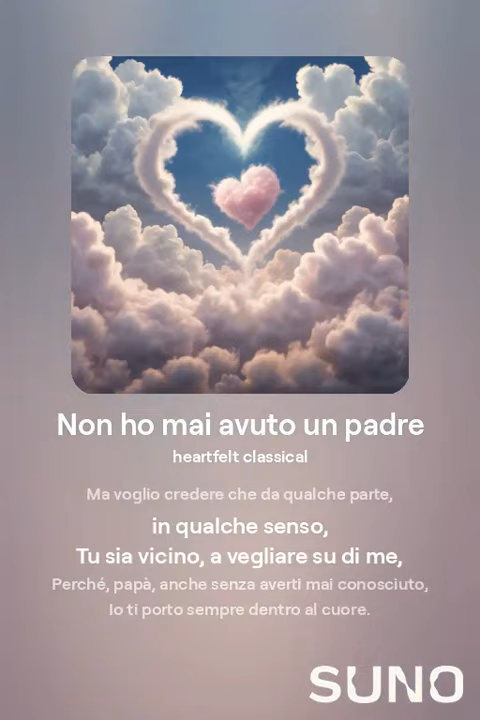 Non ho mai avuto un padre
heartfelt classical
Ma voglio credere che da qualche parte,
in qualche senso,
Tu sia vicino, a vegliare su di me,
Perché, papà, anche senza averti mai conosciuto,
Io ti porto sempre dentro al cuore.
SUNO